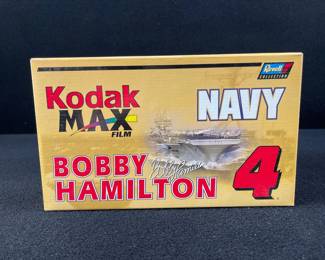 Revell
COLLECTION
Kodak
MAX
FILM
NAVY
BOBBY
HAMILTON
4